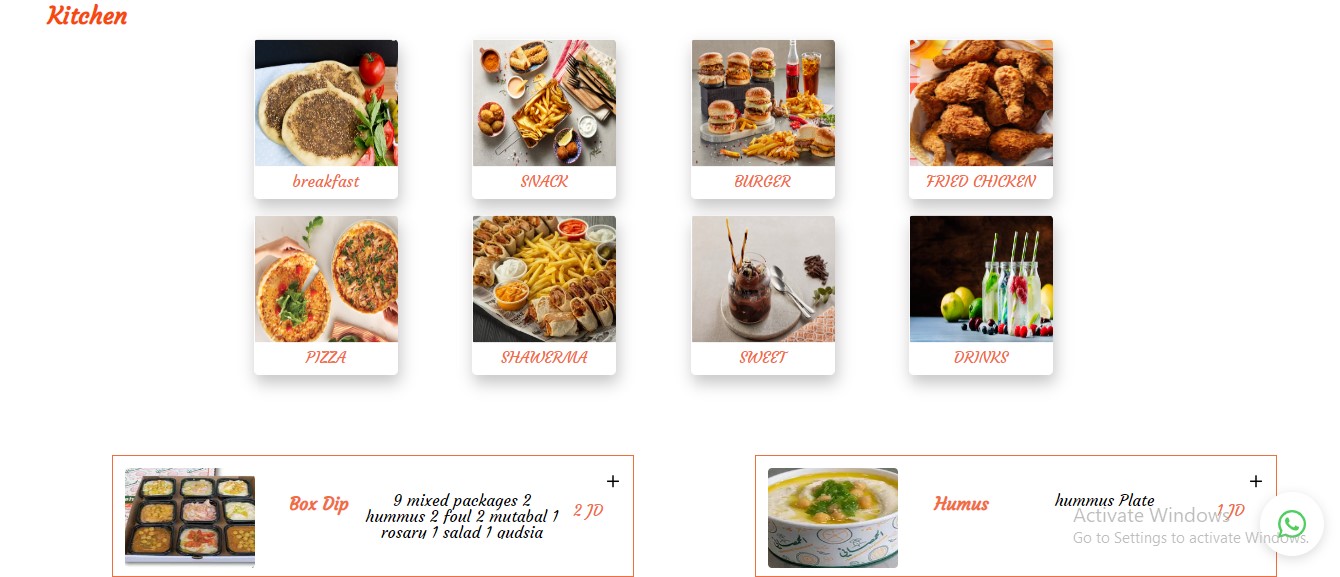 Kitchen
breakfast
SNACK
BURGER
FRIED CHICKEN
PIZZA
SHAWERMA
SWEET
DRINKS
Box Dip
9 mixed packages 2
hummus 2 foul 2 mutabal 1
rosary 1 salad 1 qudsia
2 JD
+
Humus
hummus Plate
1 JD
+
Activate Windows
Go to Settings to activate Windows.